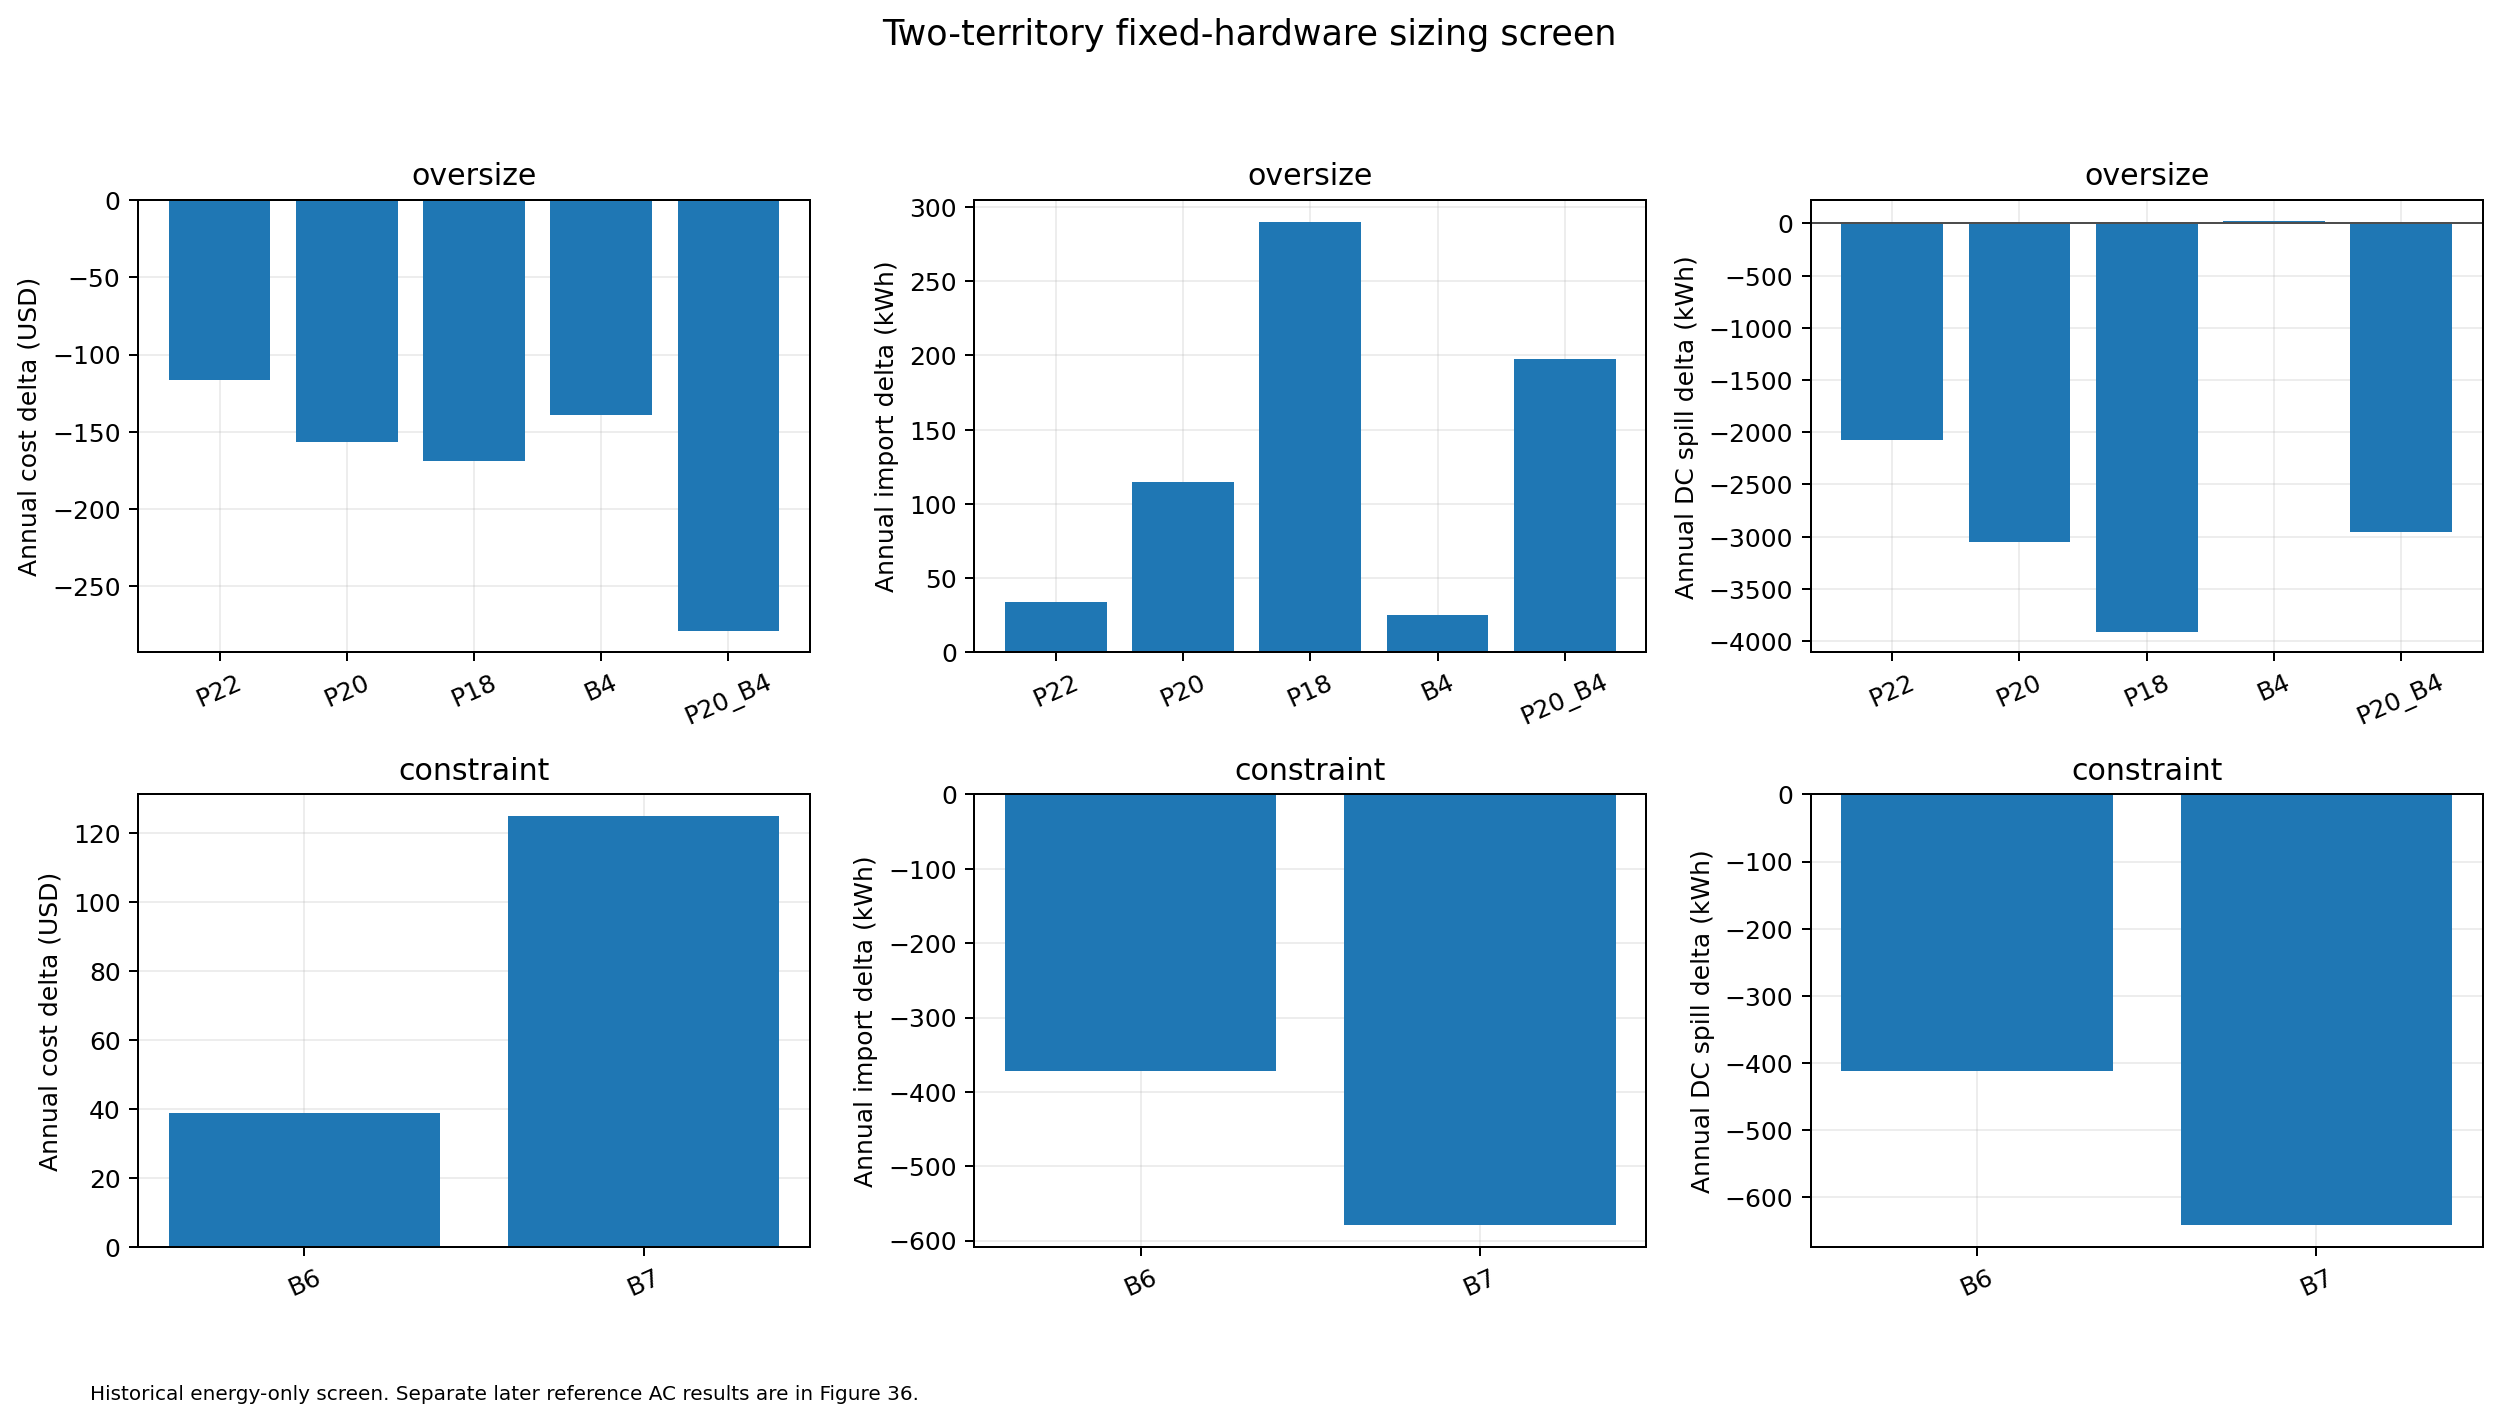 Two-territory fixed-hardware sizing screen
oversize
Annual cost delta (USD)
0
−50
−100
−150
−200
−250
P22
P20
P18
B4
P20_B4
oversize
Annual import delta (kWh)
300
250
200
150
100
50
0
P22
P20
P18
B4
P20_B4
oversize
Annual DC spill delta (kWh)
0
−500
−1000
−1500
−2000
−2500
−3000
−3500
−4000
P22
P20
P18
B4
P20_B4
constraint
Annual cost delta (USD)
120
100
80
60
40
20
0
B6
B7
constraint
Annual import delta (kWh)
0
−100
−200
−300
−400
−500
−600
B6
B7
constraint
Annual DC spill delta (kWh)
0
−100
−200
−300
−400
−500
−600
B6
B7
Historical energy-only screen. Separate later reference AC results are in Figure 36.